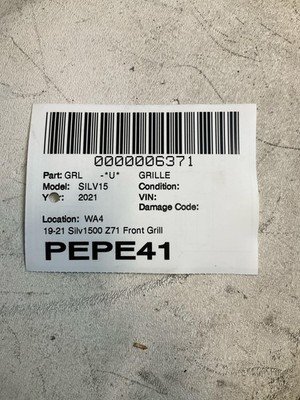 0000006371
Part: GRL -*U* GRILLE
Model: SILV15 Condition:
2021 VIN:
Damage Code:
Location: WA4
19-21 Silv1500 Z71 Front Grill
PEPE41